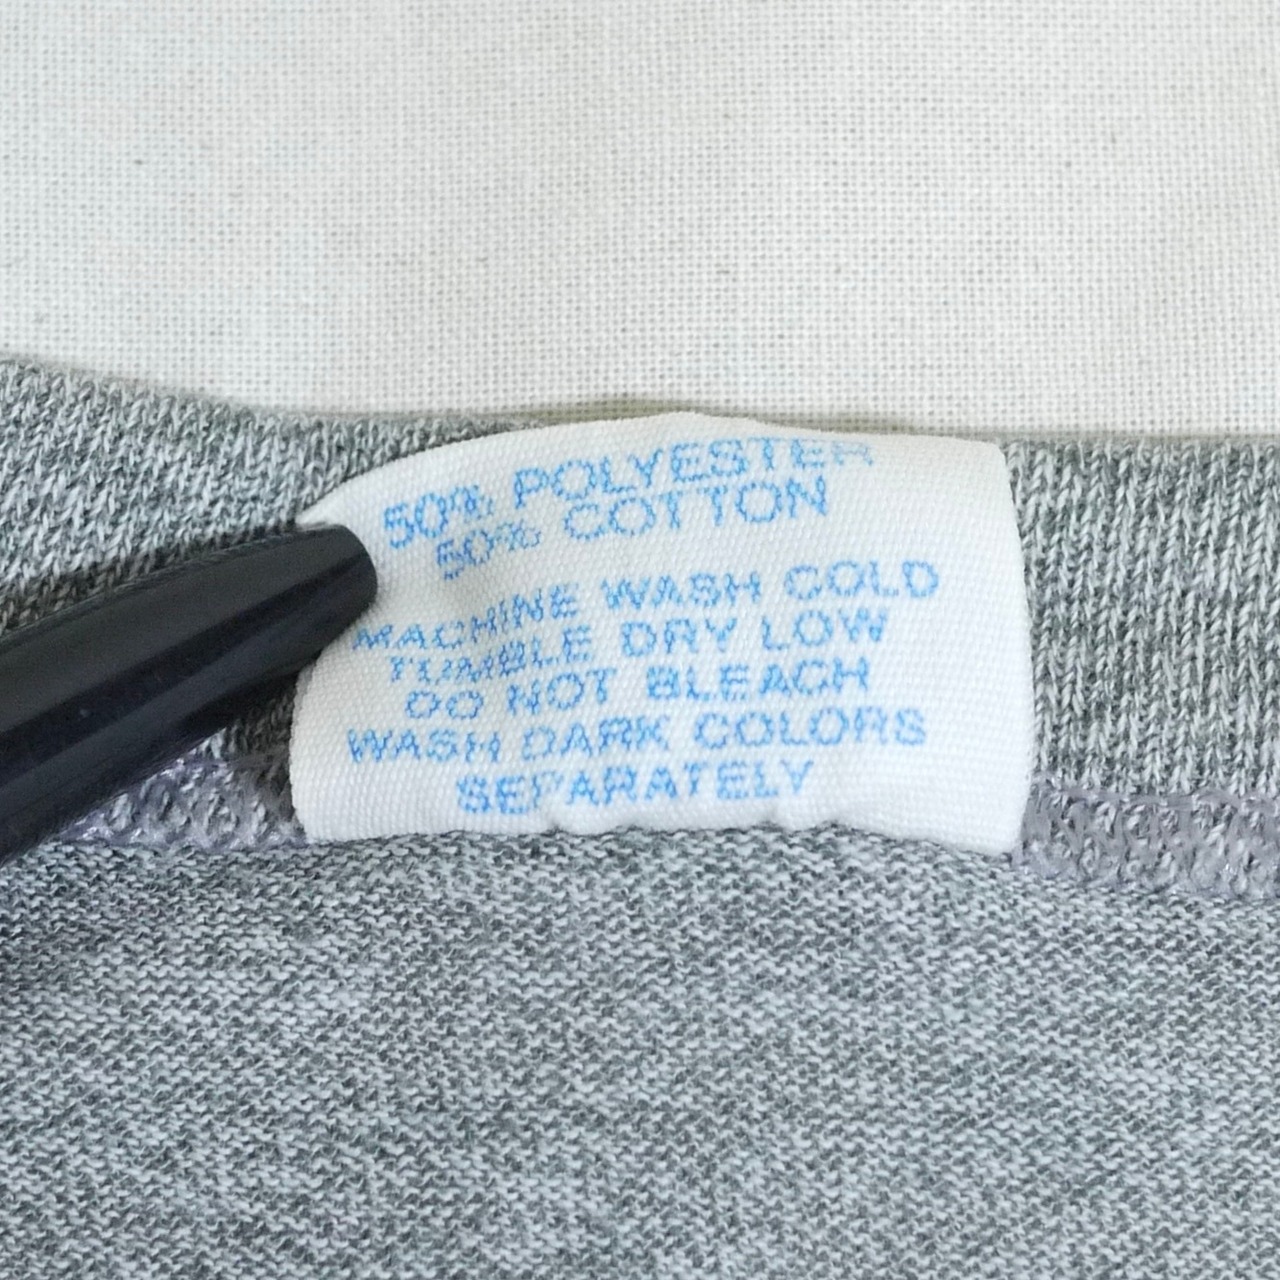 50% POLYESTER
50% COTTON
MACHINE WASH COLD
TUMBLE DRY LOW
DO NOT BLEACH
WASH DARK COLORS
SEPARATELY